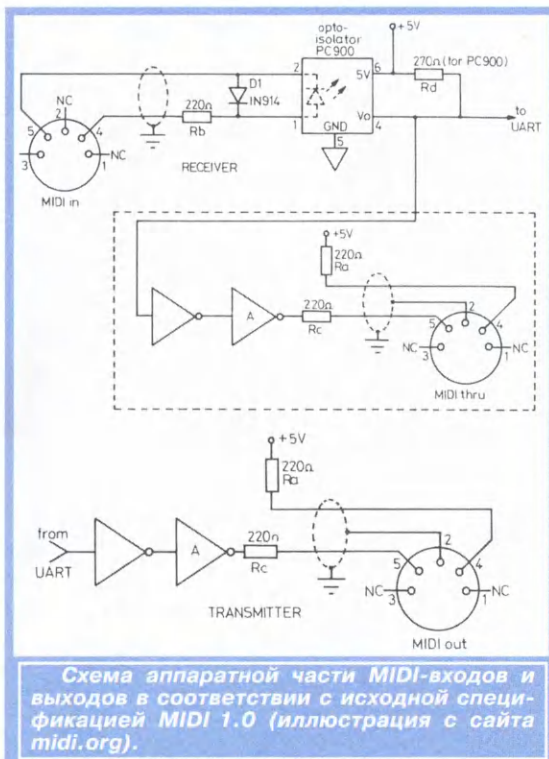 opto-
isolator
PC900
+5V
2
6
5V
270Ω (for PC900)
Rd
D1
IN914
NC
2
5
4
3
1
NC
MIDI in
220Ω
Rb
RECEIVER
1
GND
5
Vo
4
to
UART
+5V
220Ω
Ra
A
220Ω
Rc
2
5
4
NC
3
1
NC
MIDI thru
+5V
220Ω
Ra
from
UART
A
220Ω
Rc
2
5
4
NC
3
1
NC
TRANSMITTER
MIDI out
Схема аппаратной части MIDI-входов и
выходов в соответствии с исходной специ-
фикацией MIDI 1.0 (иллюстрация с сайта
midi.org).